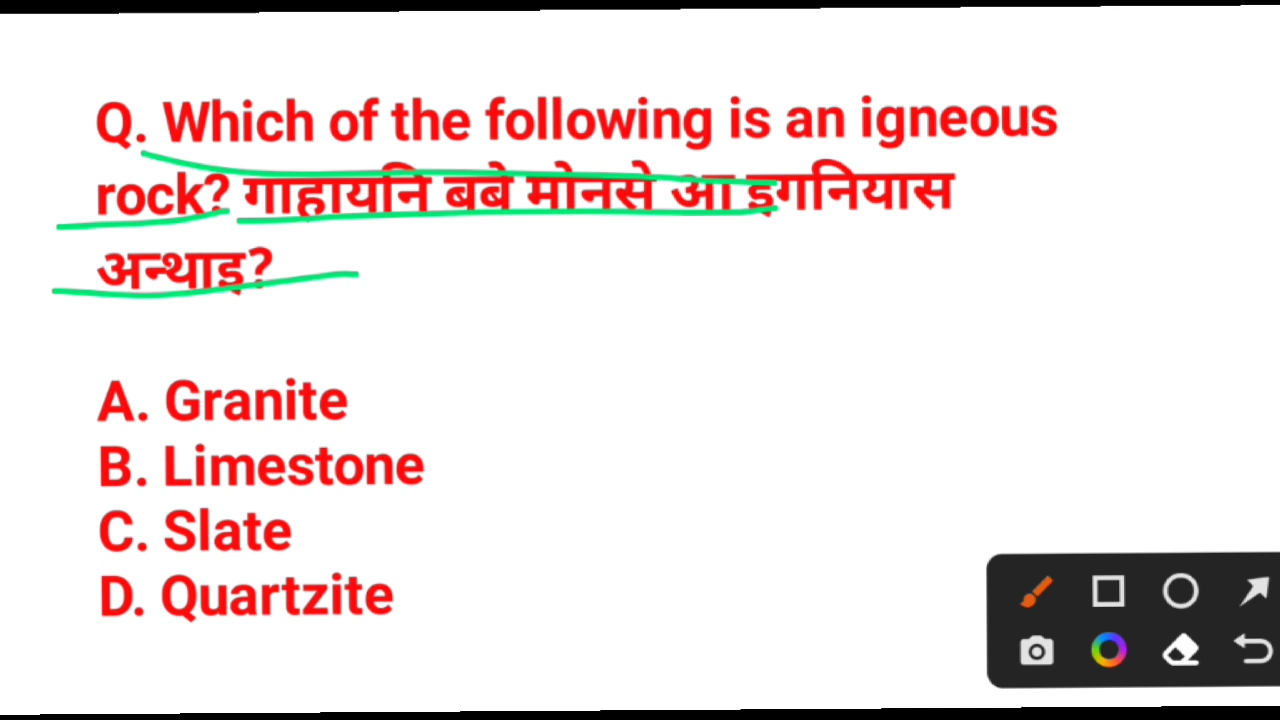 Q. Which of the following is an igneous
rock? गाहायनि बबे मोनसे आ इगनियास
अन्थाइ?
A. Granite
B. Limestone
C. Slate
D. Quartzite